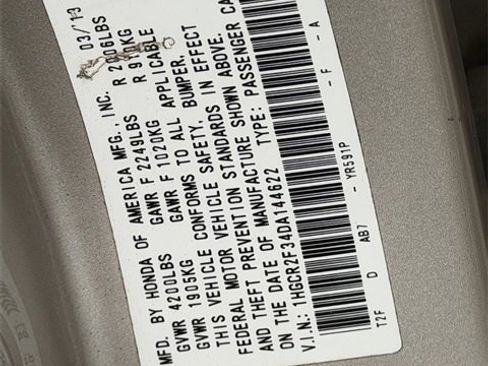 MFD. BY HONDA OF AMERICA MFG., INC. 03/13
GVWR 4200LBS GAWR F 2249LBS R 2006LBS
GVWR 1905KG GAWR F 1020KG R 910KG
THIS VEHICLE CONFORMS TO ALL APPLICABLE
FEDERAL MOTOR VEHICLE SAFETY, BUMPER,
AND THEFT PREVENTION STANDARDS IN EFFECT
ON THE DATE OF MANUFACTURE SHOWN ABOVE.
V.I.N.: 1HGCR2F34DA144622 TYPE: PASSENGER CA
T2F D AB7 - YR591P - F - A